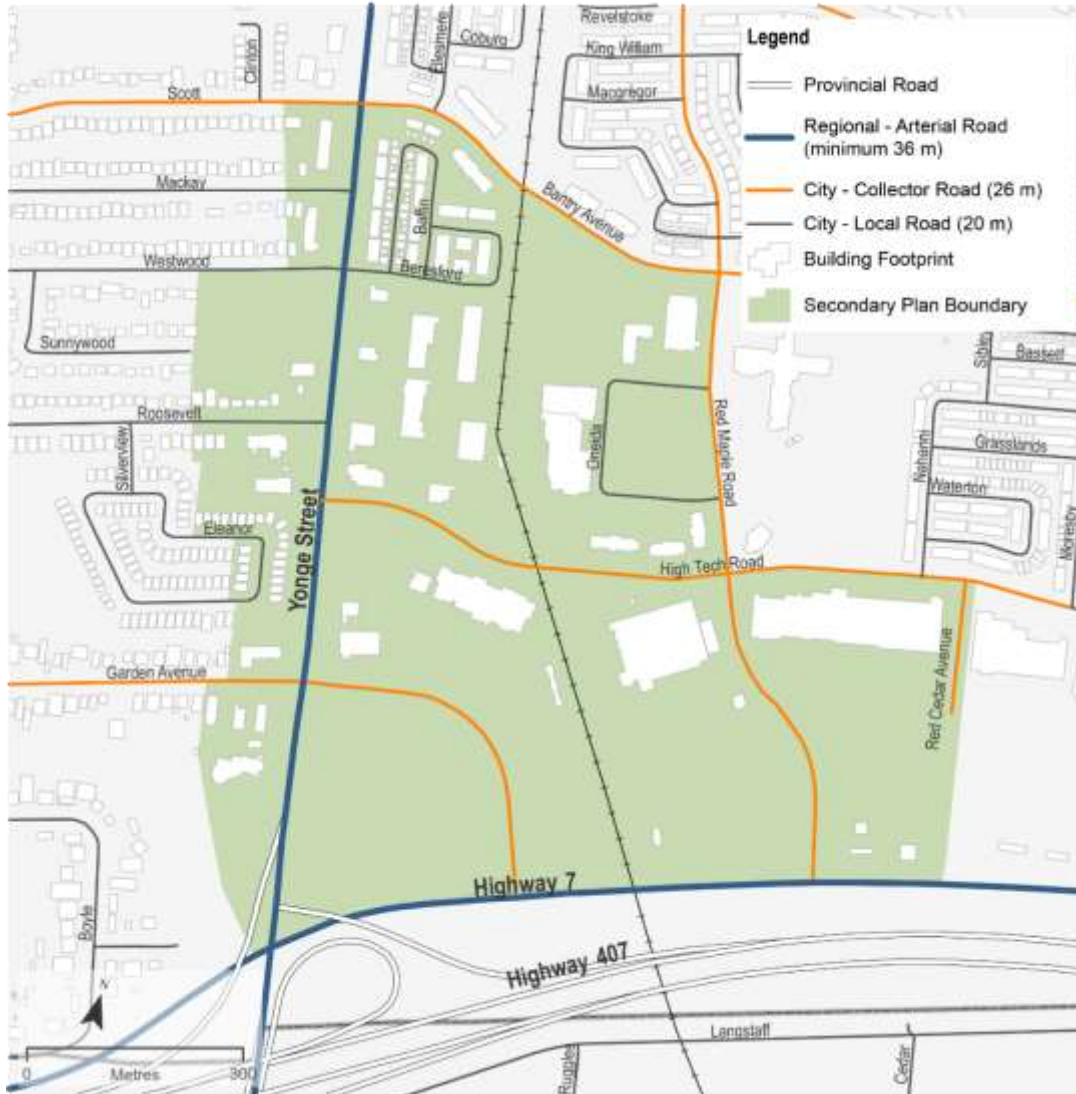 Revelstoke
Coburg
Ellesmere
Clinton
King William
Macgregor
Scott
Mackay
Baffin
Bantry Avenue
Westwood
Beresford
Sunnywood
Roosevelt
Silverview
Eleanor
Yonge Street
Oneida
Red Maple Road
High Tech Road
Sibley
Bassett
Nahanni
Grasslands
Waterton
Moresby
Garden Avenue
Red Cedar Avenue
Highway 7
Highway 407
Boyle
Langstaff
Ruggles
Cedar
N
0 300
Metres
Legend
Provincial Road
Regional - Arterial Road
(minimum 36 m)
City - Collector Road (26 m)
City - Local Road (20 m)
Building Footprint
Secondary Plan Boundary